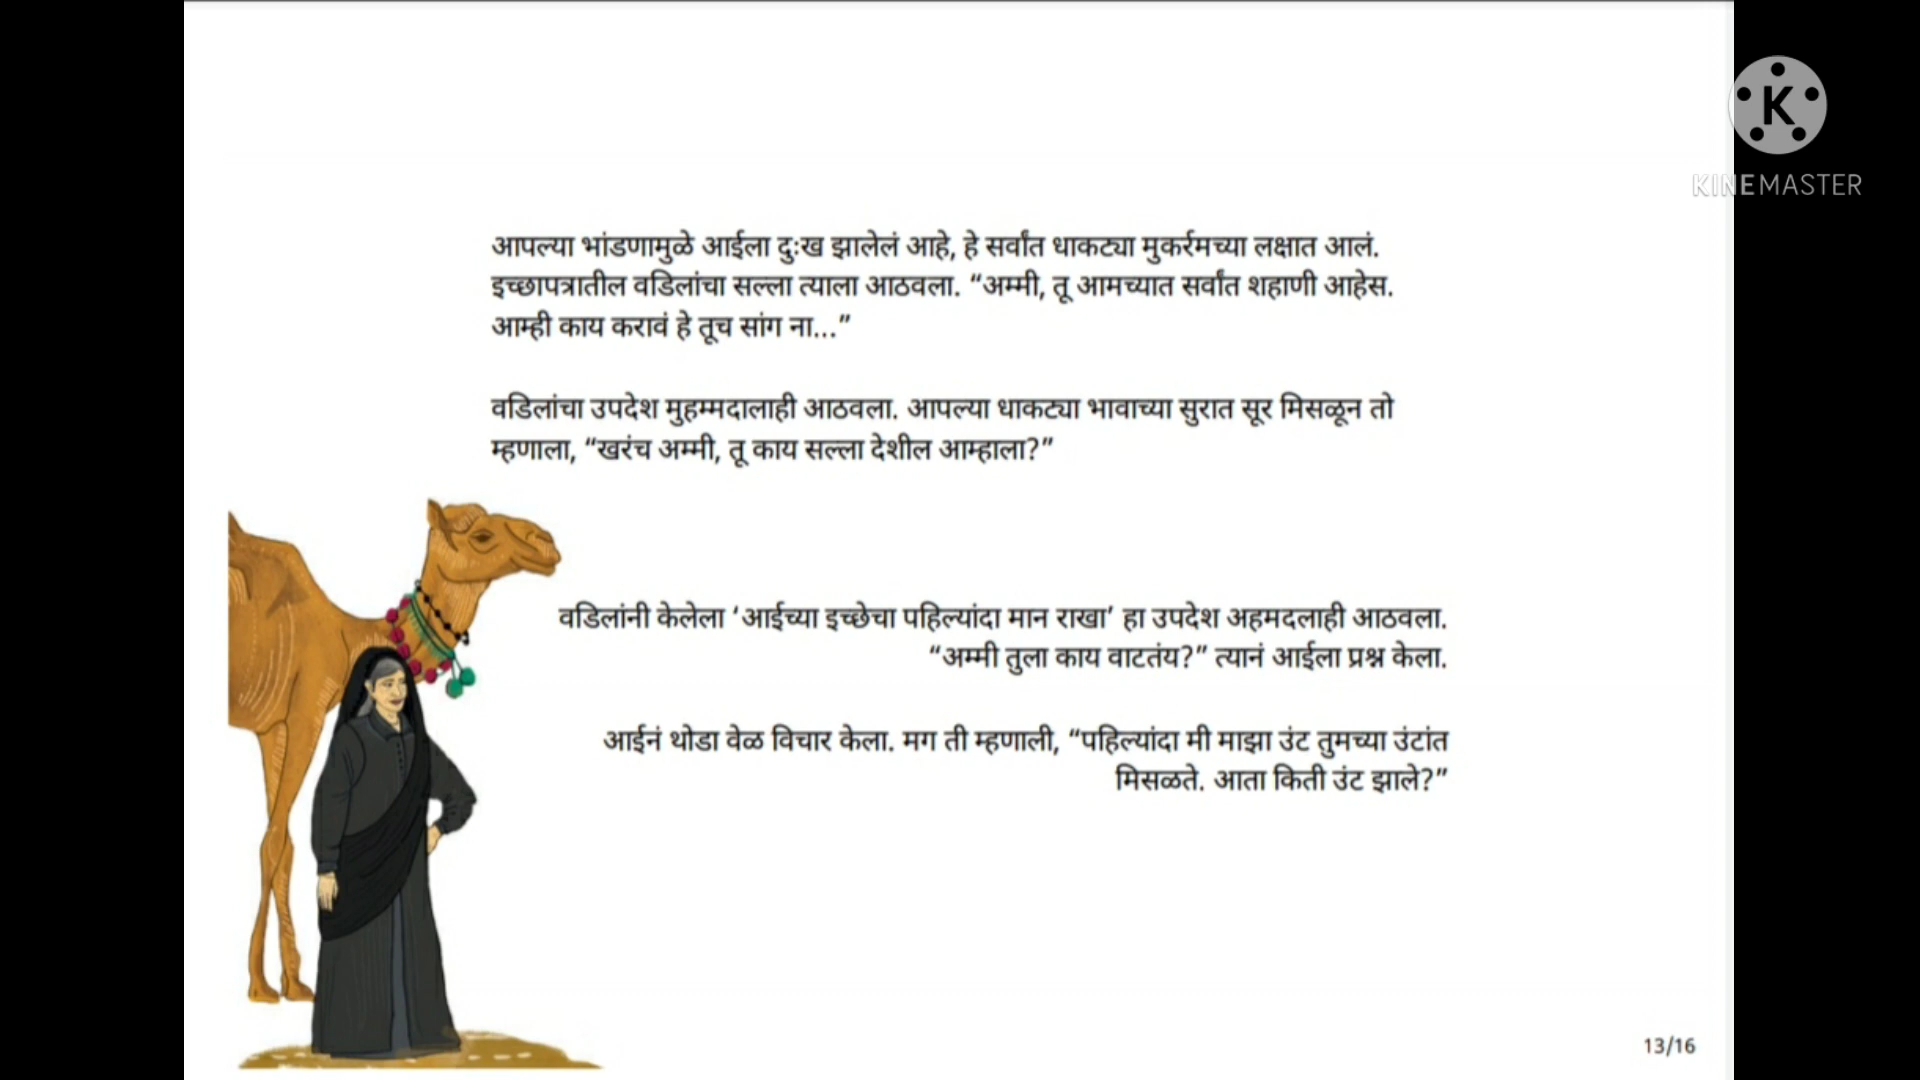 आपल्या भांडणामुळे आईला दुःख झालेलं आहे, हे सर्वांत धाकट्या मुकर्रमच्या लक्षात आलं.
इच्छापत्रातील वडिलांचा सल्ला त्याला आठवला. “अम्मी, तू आमच्यात सर्वांत शहाणी आहेस.
आम्ही काय करावं हे तूच सांग ना...”
वडिलांचा उपदेश मुहम्मदालाही आठवला. आपल्या धाकट्या भावाच्या सुरात सूर मिसळून तो
म्हणाला, “खरंच अम्मी, तू काय सल्ला देशील आम्हाला?”
वडिलांनी केलेला ‘आईच्या इच्छेचा पहिल्यांदा मान राखा’ हा उपदेश अहमदलाही आठवला.
“अम्मी तुला काय वाटतंय?” त्यानं आईला प्रश्न केला.
आईनं थोडा वेळ विचार केला. मग ती म्हणाली, “पहिल्यांदा मी माझा उंट तुमच्या उंटांत
मिसळते. आता किती उंट झाले?”
13/16
K
KINEMASTER